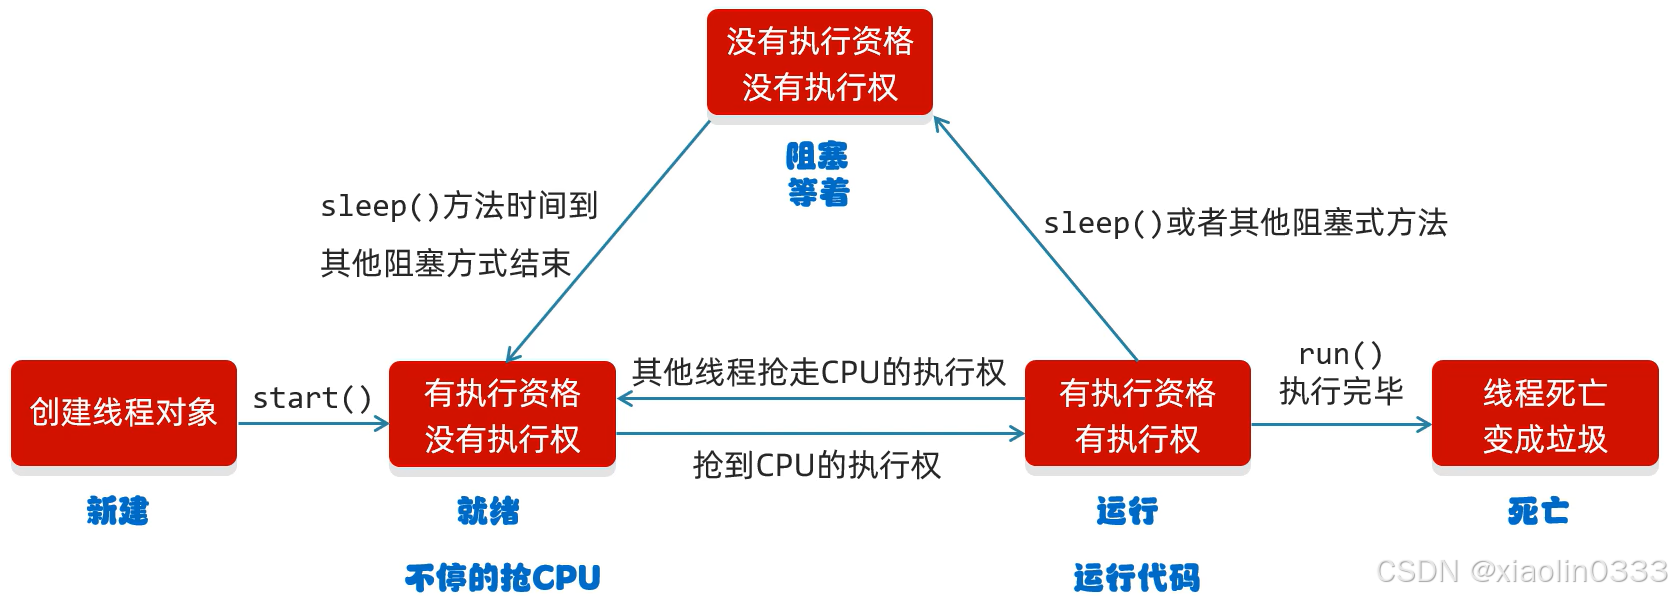 没有执行资格
没有执行权
阻塞
等着
sleep()方法时间到
其他阻塞方式结束
sleep()或者其他阻塞式方法
创建线程对象
start()
有执行资格
没有执行权
其他线程抢走CPU的执行权
抢到CPU的执行权
有执行资格
有执行权
run()
执行完毕
线程死亡
变成垃圾
新建
就绪
运行
死亡
不停的抢CPU
运行代码
CSDN @xiaolin0333